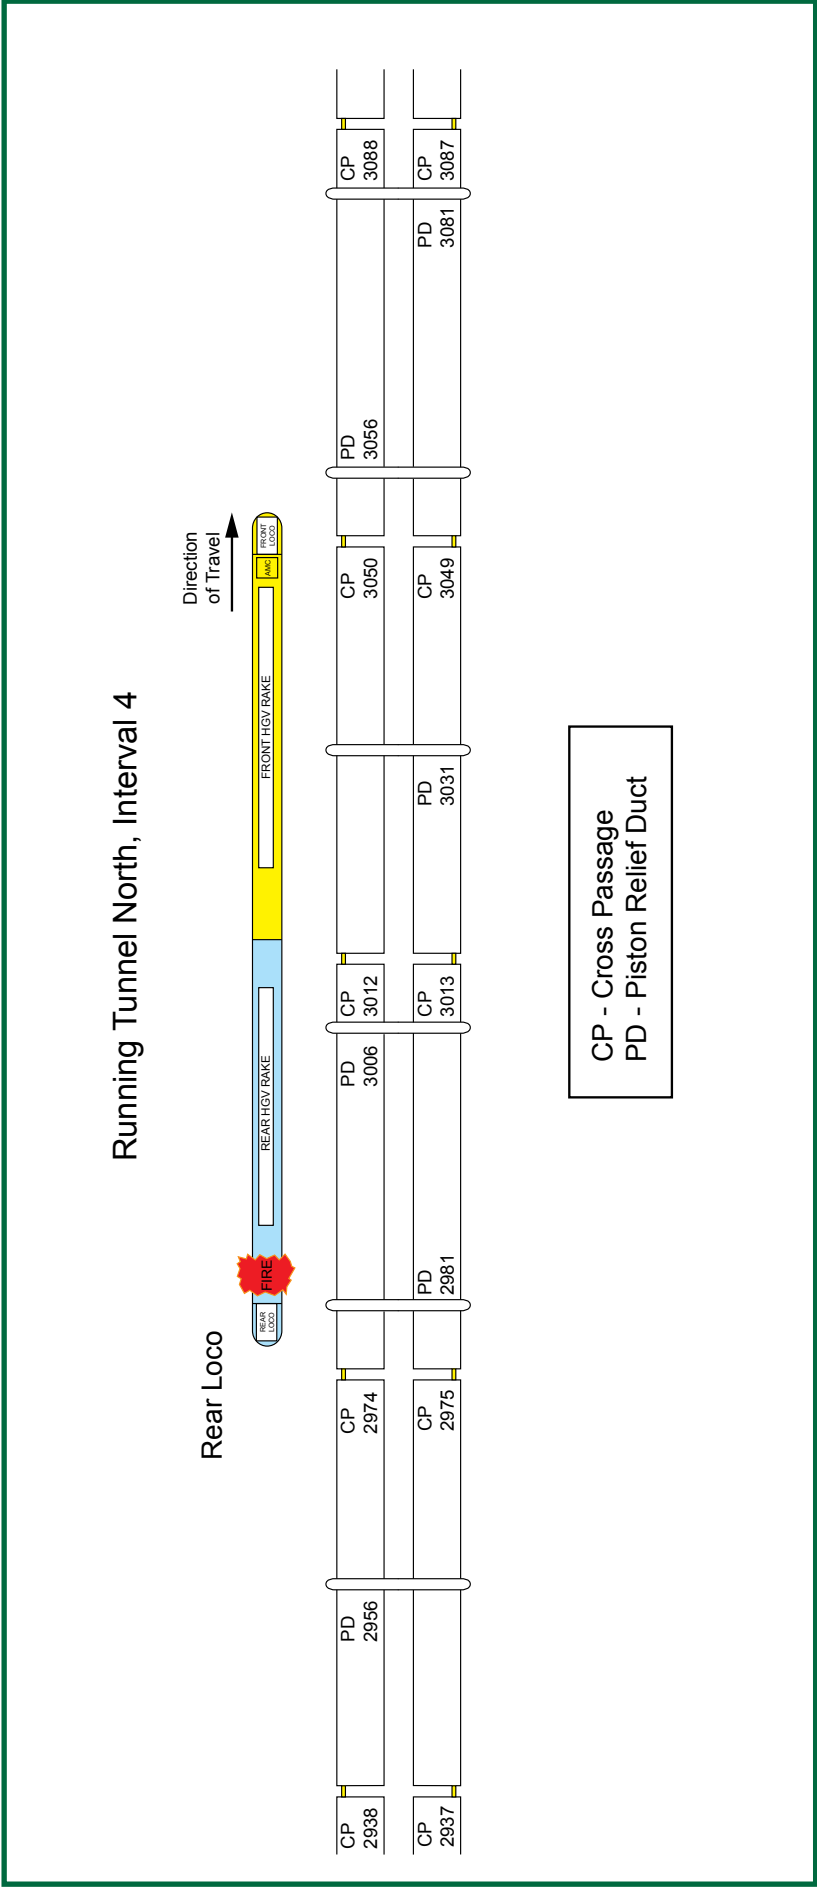 Running Tunnel North, Interval 4
Rear Loco
Direction
of Travel
REAR
LOCO
FIRE
REAR HGV RAKE
FRONT HGV RAKE
AMC
FRONT
LOCO
CP
2938
PD
2956
CP
2974
PD
3006
CP
3012
CP
3050
PD
3056
CP
3088
CP
2937
CP
2975
PD
2981
CP
3013
PD
3031
CP
3049
PD
3081
CP
3087
CP - Cross Passage
PD - Piston Relief Duct